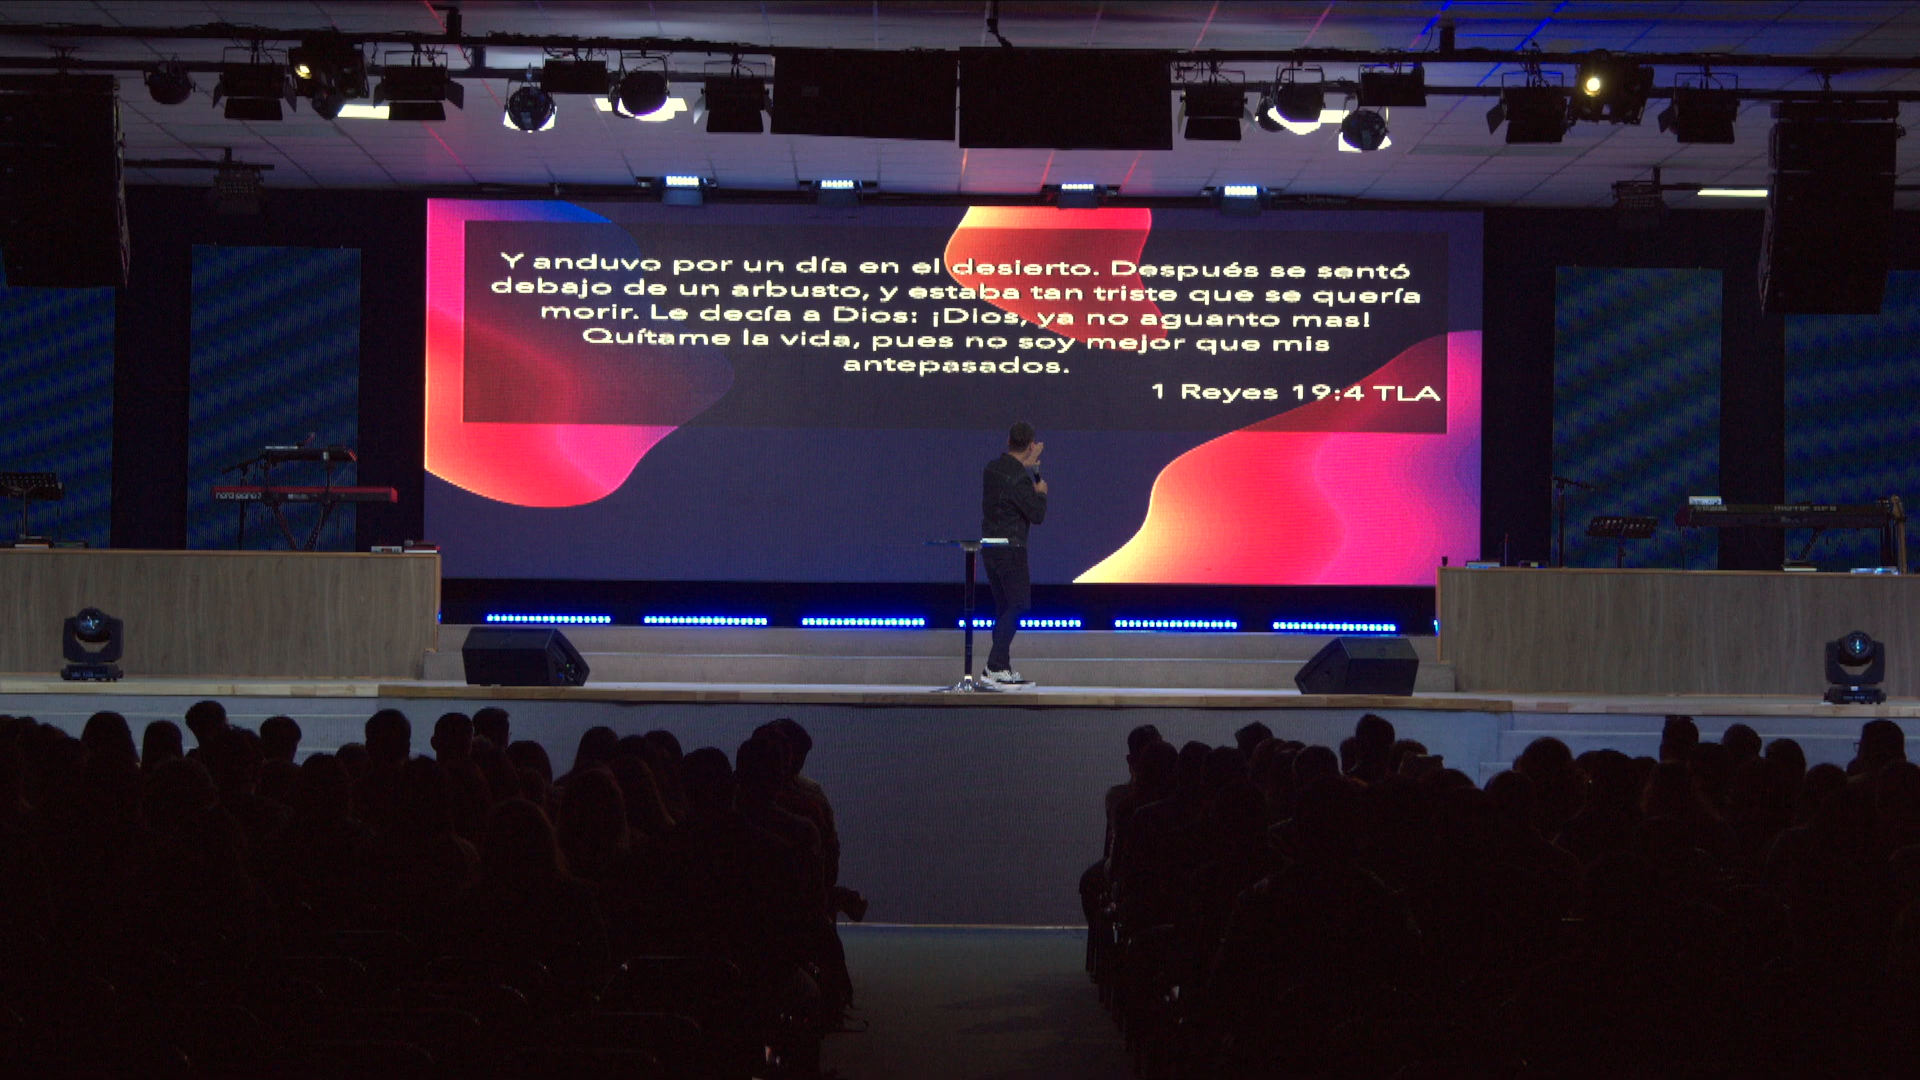 Y anduvo por un día en el desierto. Después se sentó
debajo de un arbusto, y estaba tan triste que se quería
morir. Le decía a Dios: ¡Dios, ya no aguanto mas!
Quítame la vida, pues no soy mejor que mis
antepasados.
1 Reyes 19:4 TLA
nord piano